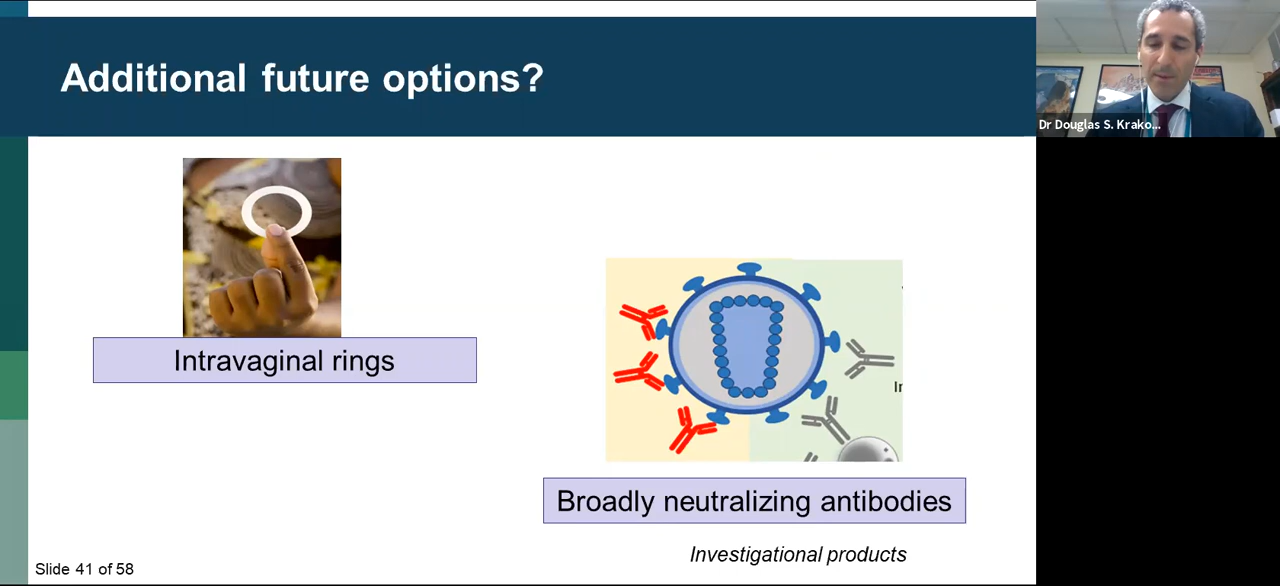 Additional future options?
Dr Douglas S. Krako...
Intravaginal rings
Broadly neutralizing antibodies
Investigational products
Slide 41 of 58